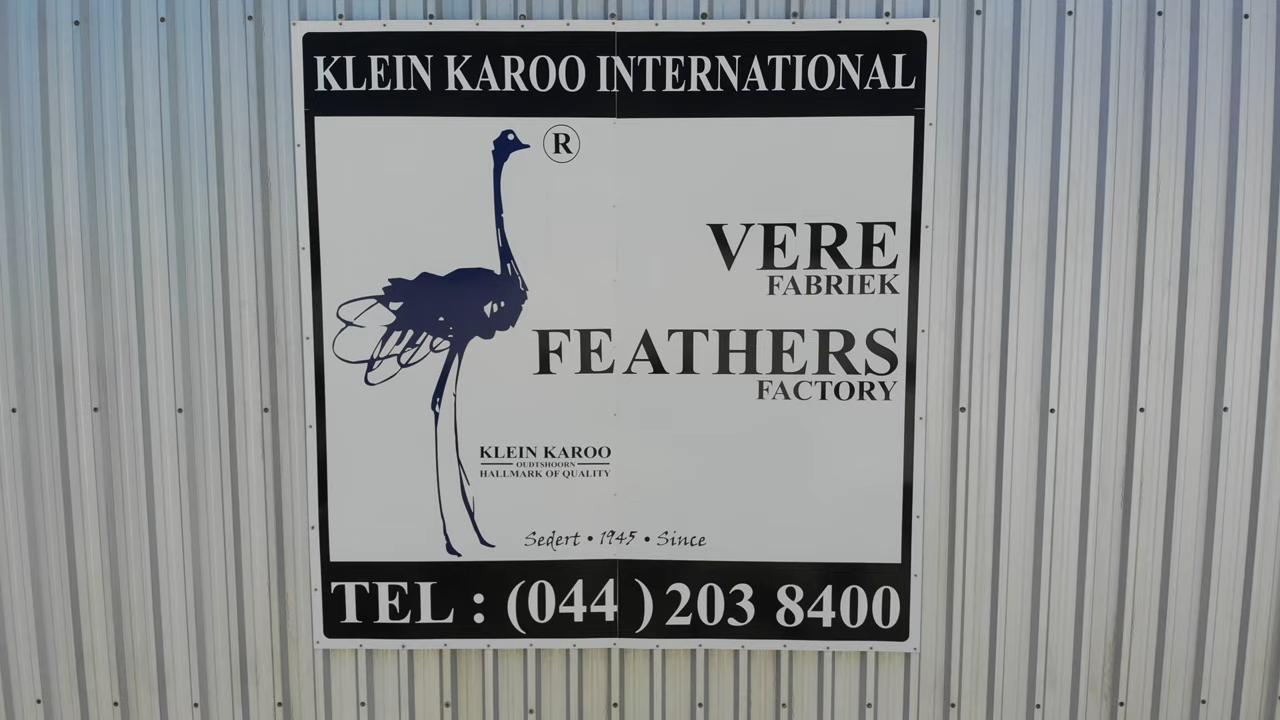 KLEIN KAROO INTERNATIONAL
®
VERE
FABRIEK
FEATHERS
FACTORY
KLEIN KAROO
OUDTSHOORN
HALLMARK OF QUALITY
Sedert • 1945 • Since
TEL : (044 ) 203 8400